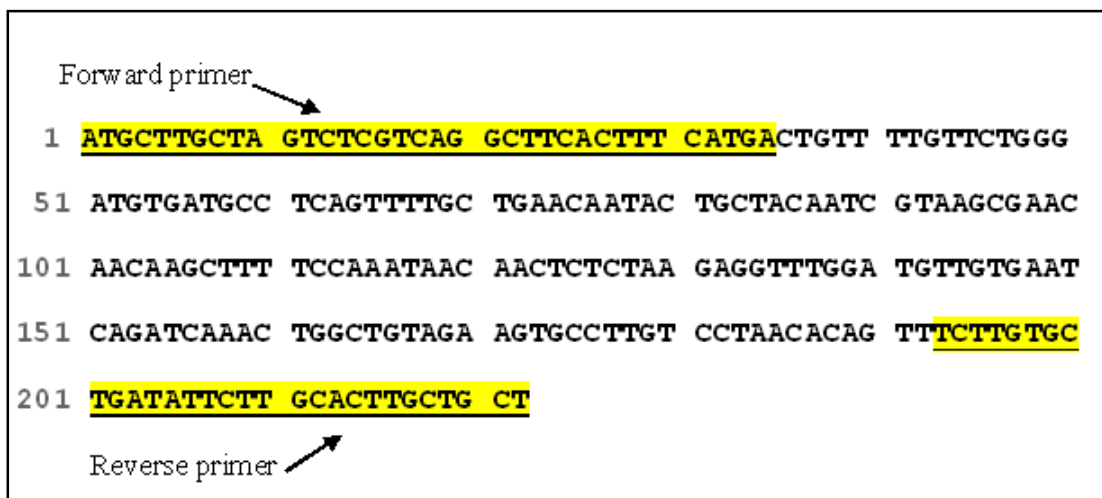 Forward primer
1 ATGCTTGCTA GTCTCGTCAG GCTTCACTTT CATGACTGTT TTGTTCTGGG
51 ATGTGATGCC TCAGTTTTGC TGAACAATAC TGCTACAATC GTAAGCGAAC
101 AACAAGCTTT TCCAAATAAC AACTCTCTAA GAGGTTTGGA TGTTGTGAAT
151 CAGATCAAAC TGGCTGTAGA AGTGCCTTGT CCTAACACAG TTTCTTGTGC
201 TGATATTCTT GCACTTGCTG CT
Reverse primer